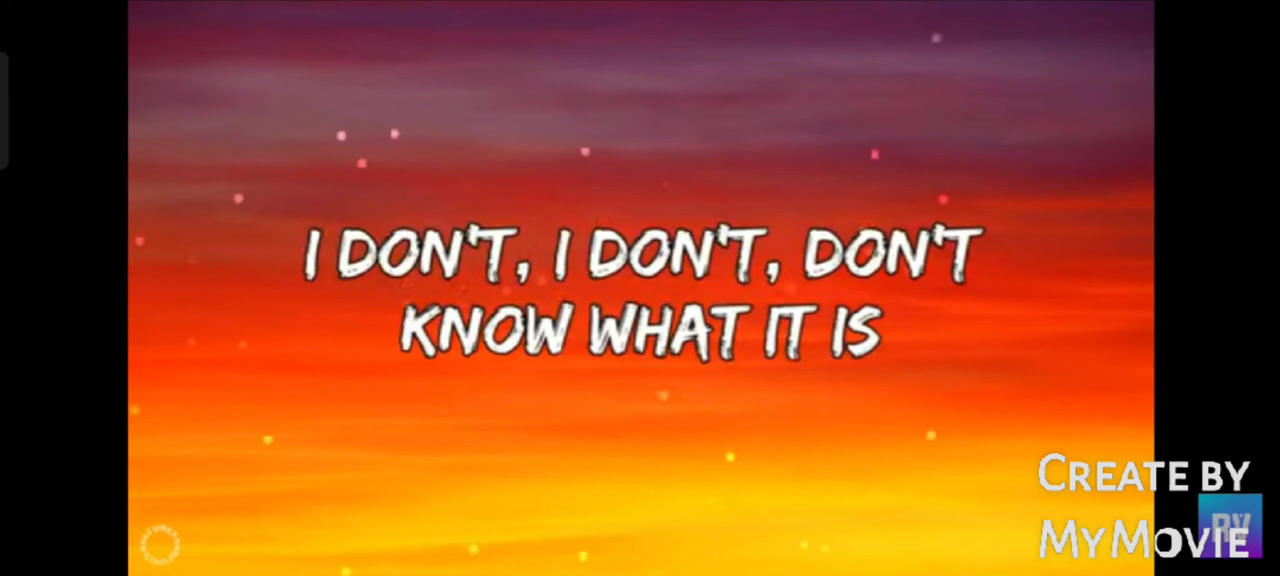 I DON'T, I DON'T, DON'T
KNOW WHAT IT IS
CREATE BY
MYMOVIE